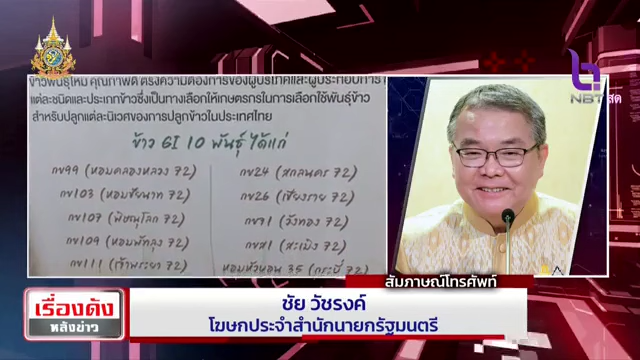 NBT สด
ข้าวพันธุ์ใหม่ คุณภาพดี ตรงความต้องการของผู้บริโภคและผู้ประกอบการ
แต่ละชนิดและประเภทข้าวซึ่งเป็นทางเลือกให้เกษตรกรในการเลือกใช้พันธุ์ข้าว
สำหรับปลูกแต่ละนิเวศของการปลูกข้าวในประเทศไทย
ข้าว GI 10 พันธุ์ ได้แก่
กข99 (หอมคลองหลวง 72)
กข103 (หอมชัยนาท 72)
กข107 (พิษณุโลก 72)
กข109 (หอมพัทลุง 72)
กข111 (เจ้าพระยา 72)
กข24 (สกลนคร 72)
กข26 (เชียงราย 72)
กขจ1 (วังทอง 72)
กขส1 (สะเมิง 72)
หอมหัวบอน 35 (กระบี่ 72)
สัมภาษณ์โทรศัพท์
เรื่องดัง
หลังข่าว
ชัย วัชรงค์
โฆษกประจำสำนักนายกรัฐมนตรี